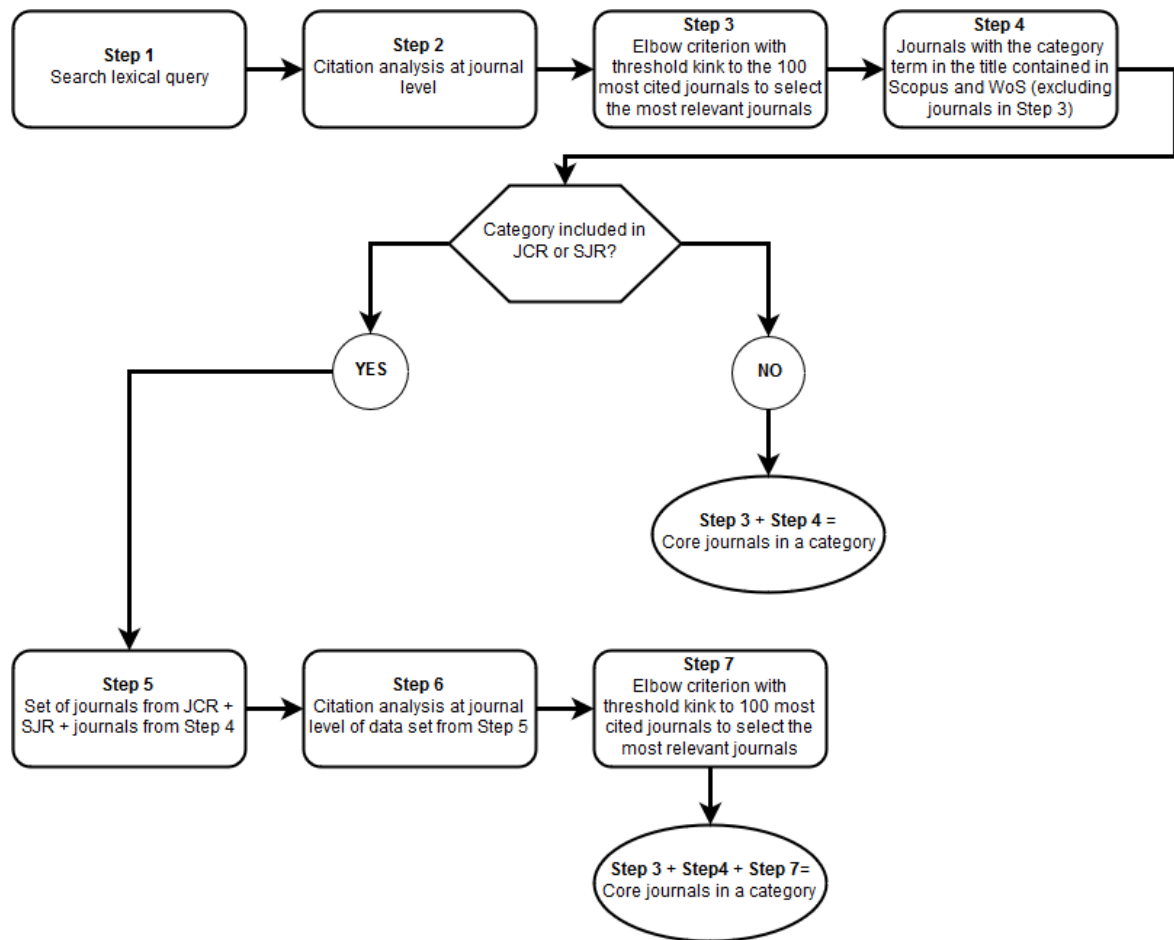 Step 1
Search lexical query
Step 2
Citation analysis at journal
level
Step 3
Elbow criterion with
threshold kink to the 100
most cited journals to select
the most relevant journals
Step 4
Journals with the category
term in the title contained in
Scopus and WoS (excluding
journals in Step 3)
Category included in
JCR or SJR?
YES
NO
Step 3 + Step 4 =
Core journals in a category
Step 5
Set of journals from JCR +
SJR + journals from Step 4
Step 6
Citation analysis at journal
level of data set from Step 5
Step 7
Elbow criterion with
threshold kink to 100 most
cited journals to select the
most relevant journals
Step 3 + Step4 + Step 7=
Core journals in a category